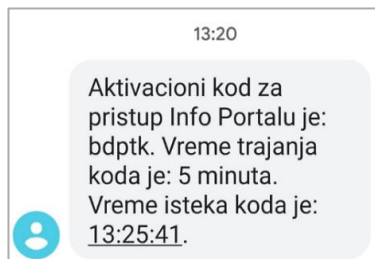 13:20
Aktivacioni kod za
pristup Info Portalu je:
bdptk. Vreme trajanja
koda je: 5 minuta.
Vreme isteka koda je:
13:25:41.